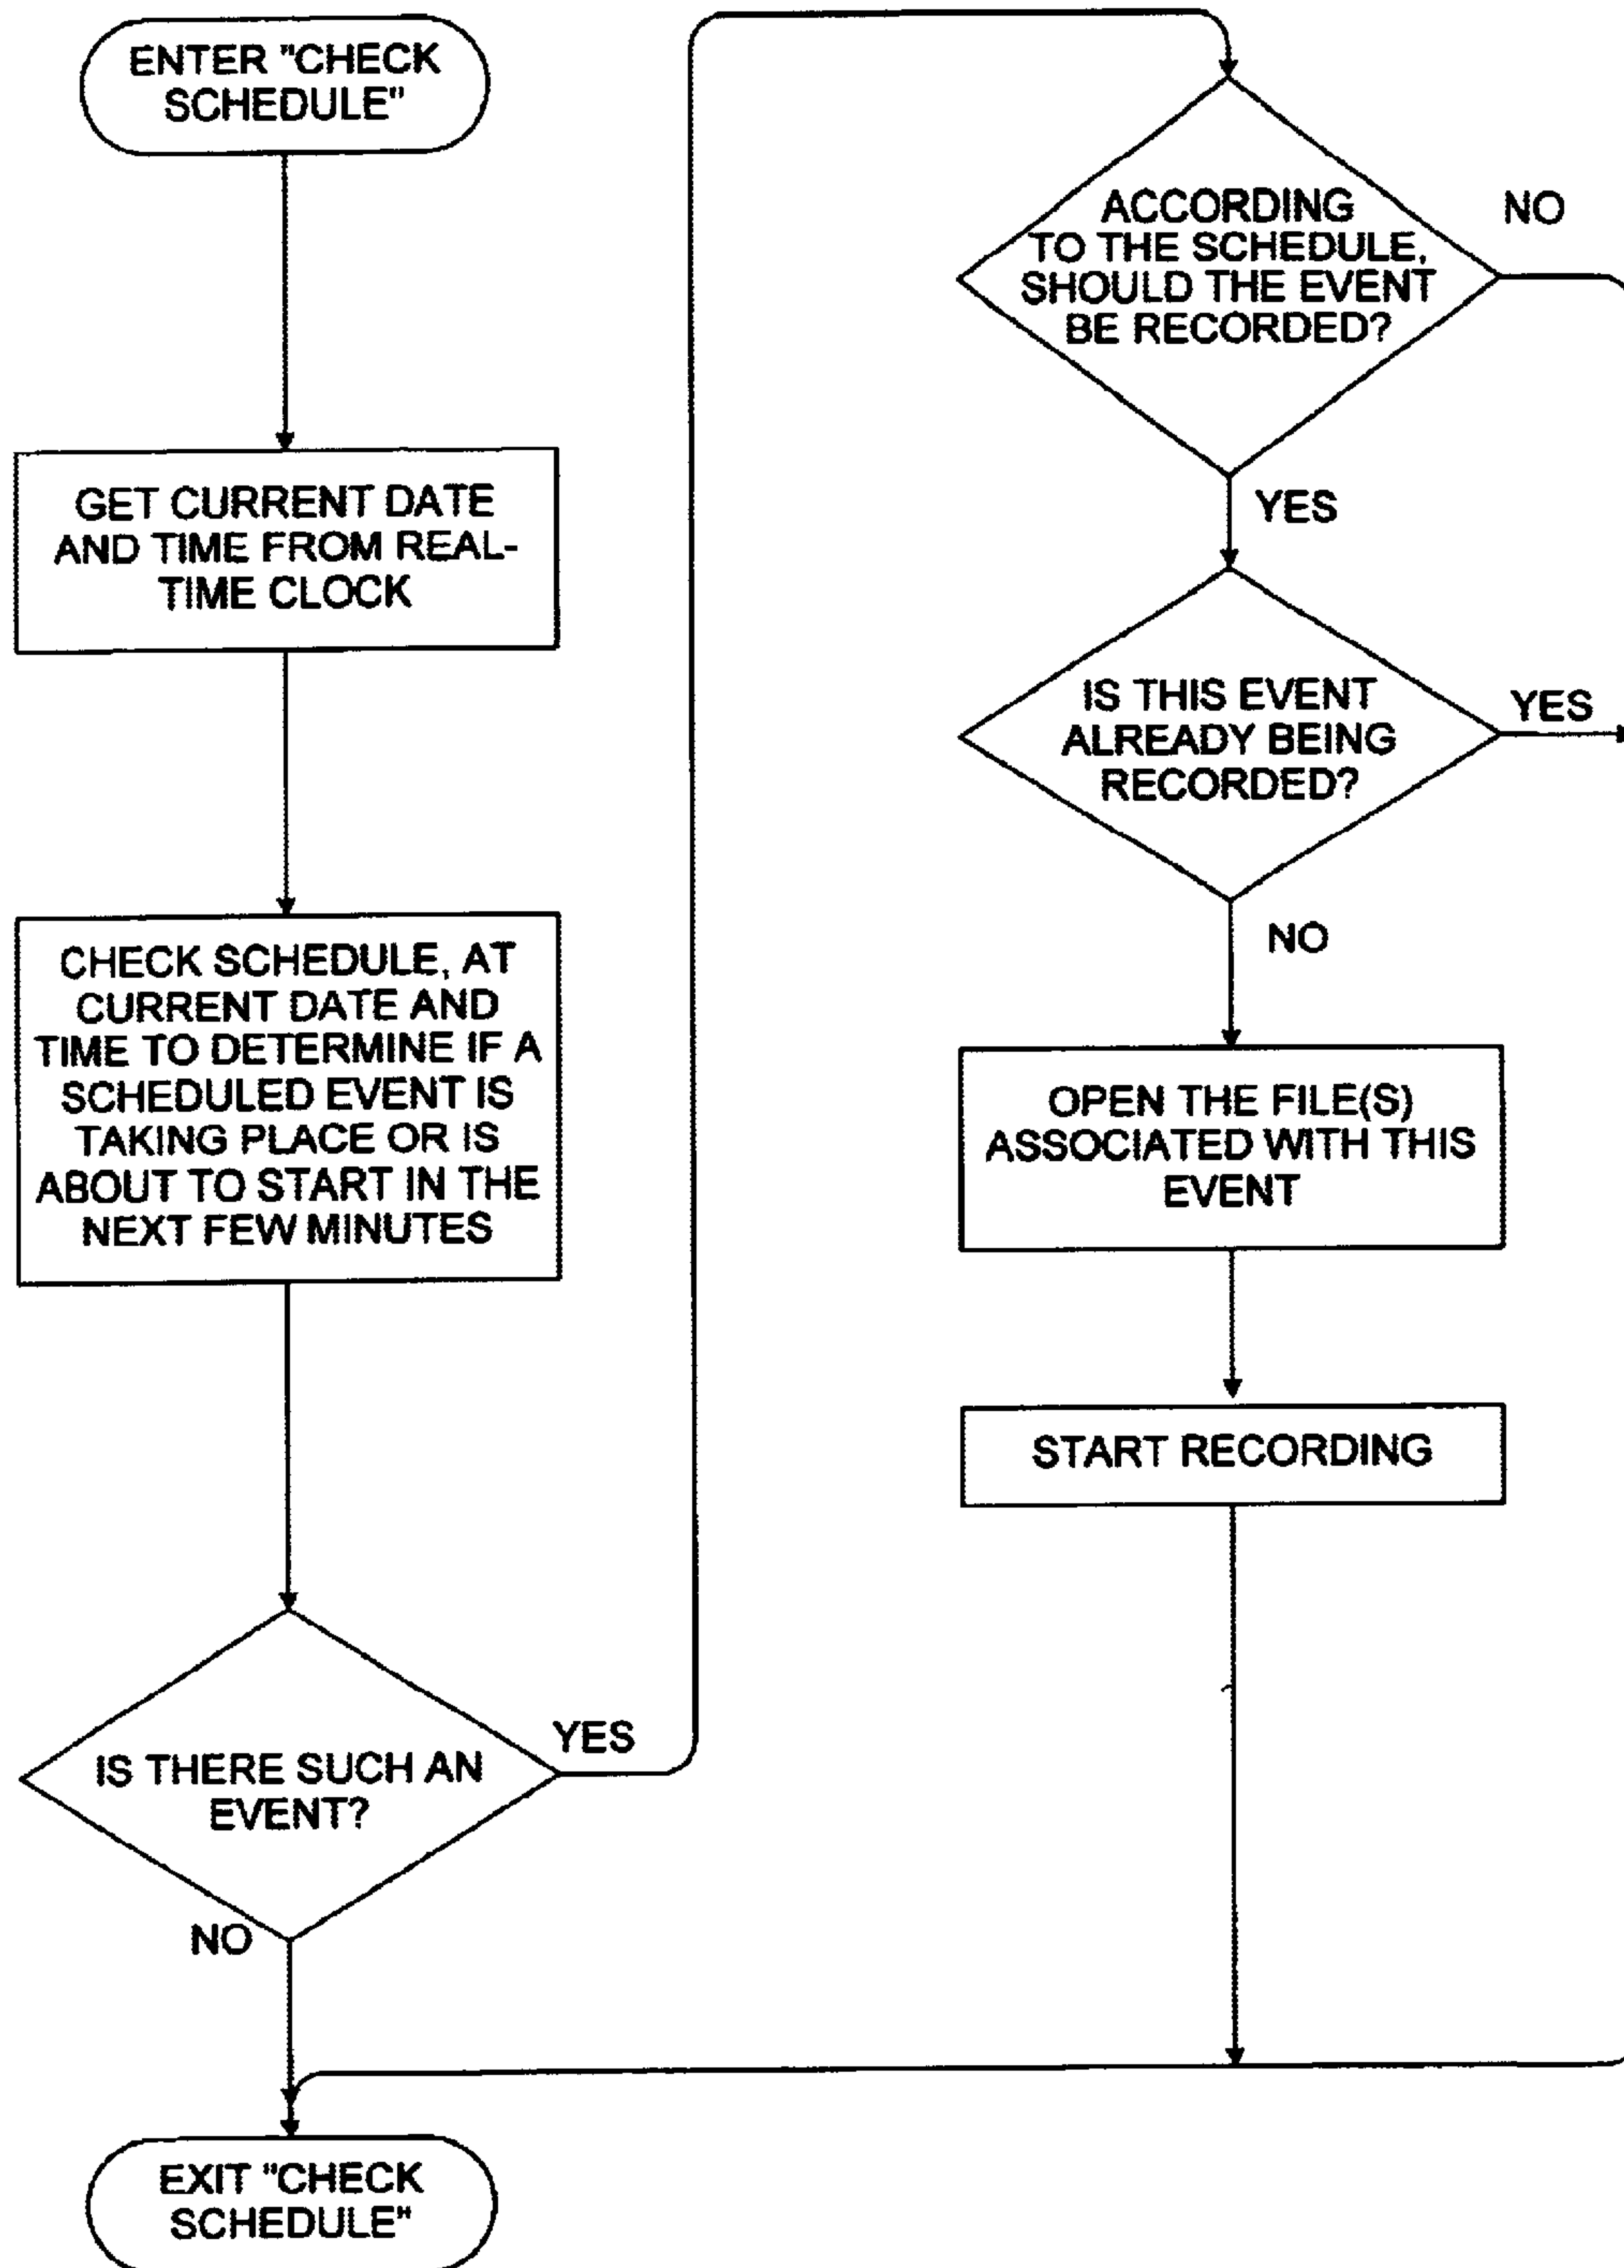 ENTER "CHECK
SCHEDULE"
GET CURRENT DATE
AND TIME FROM REAL-
TIME CLOCK
CHECK SCHEDULE, AT
CURRENT DATE AND
TIME TO DETERMINE IF A
SCHEDULED EVENT IS
TAKING PLACE OR IS
ABOUT TO START IN THE
NEXT FEW MINUTES
IS THERE SUCH AN
EVENT?
YES
NO
EXIT "CHECK
SCHEDULE"
ACCORDING
TO THE SCHEDULE,
SHOULD THE EVENT
BE RECORDED?
NO
YES
IS THIS EVENT
ALREADY BEING
RECORDED?
YES
NO
OPEN THE FILE(S)
ASSOCIATED WITH THIS
EVENT
START RECORDING